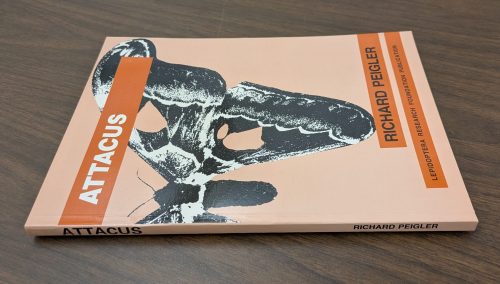 ATTACUS
RICHARD PEIGLER
LEPIDOPTERA RESEARCH FOUNDATION PUBLICATION
ATTACUS
RICHARD PEIGLER